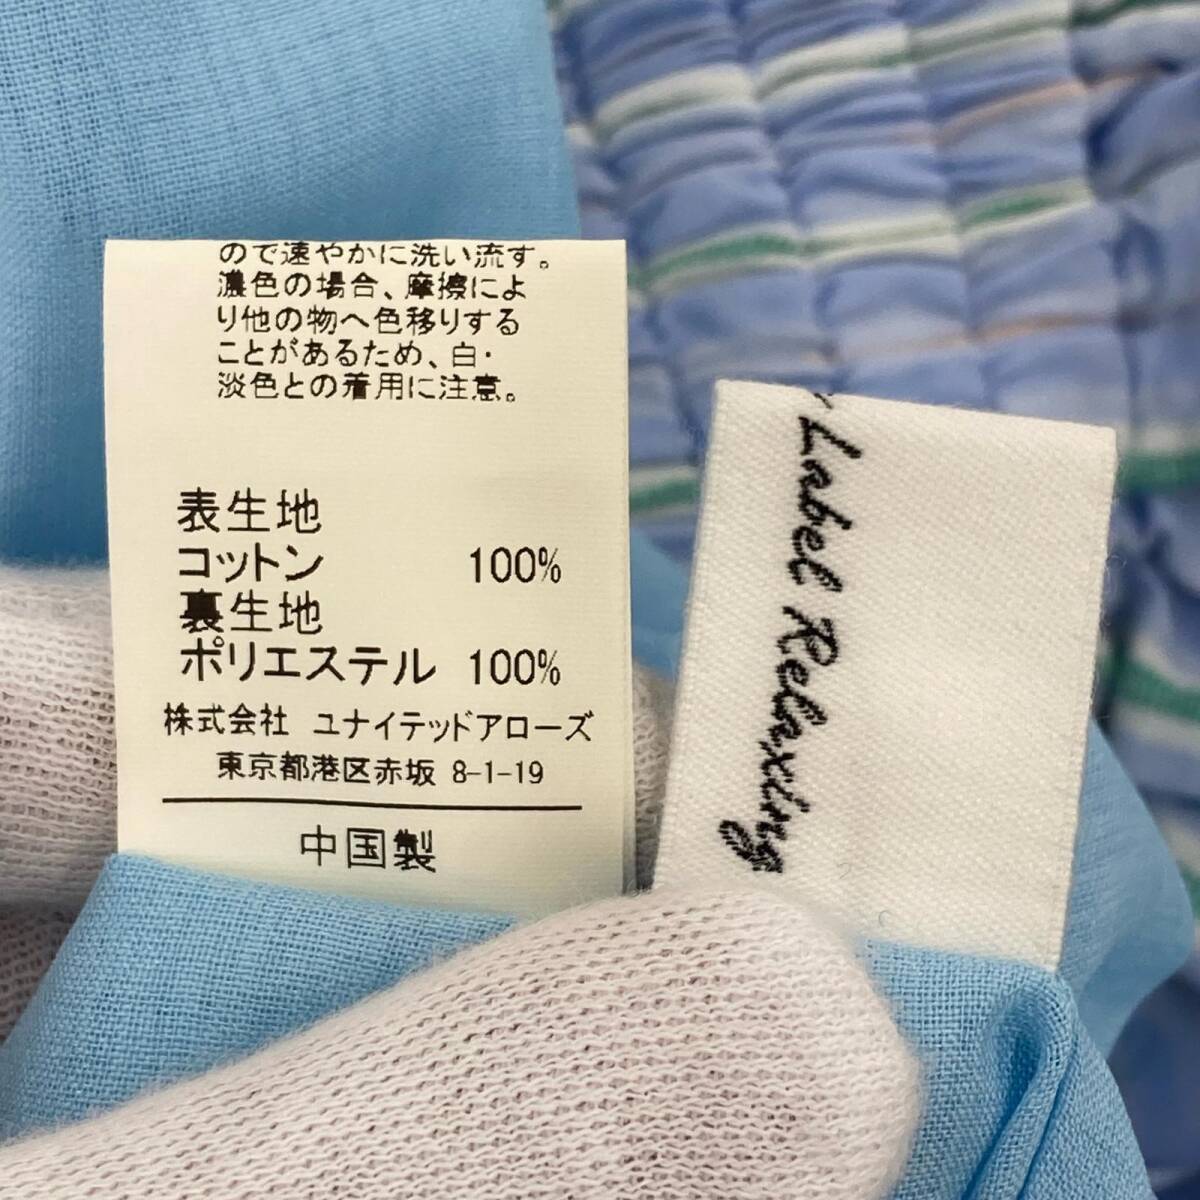 ので速やかに洗い流す。
濃色の場合、摩擦によ
り他の物へ色移りする
ことがあるため、白・
淡色との着用に注意。
表生地
コットン 100%
裏生地
ポリエステル 100%
株式会社 ユナイテッドアローズ
東京都港区赤坂 8-1-19
中国製
Label Relaxing